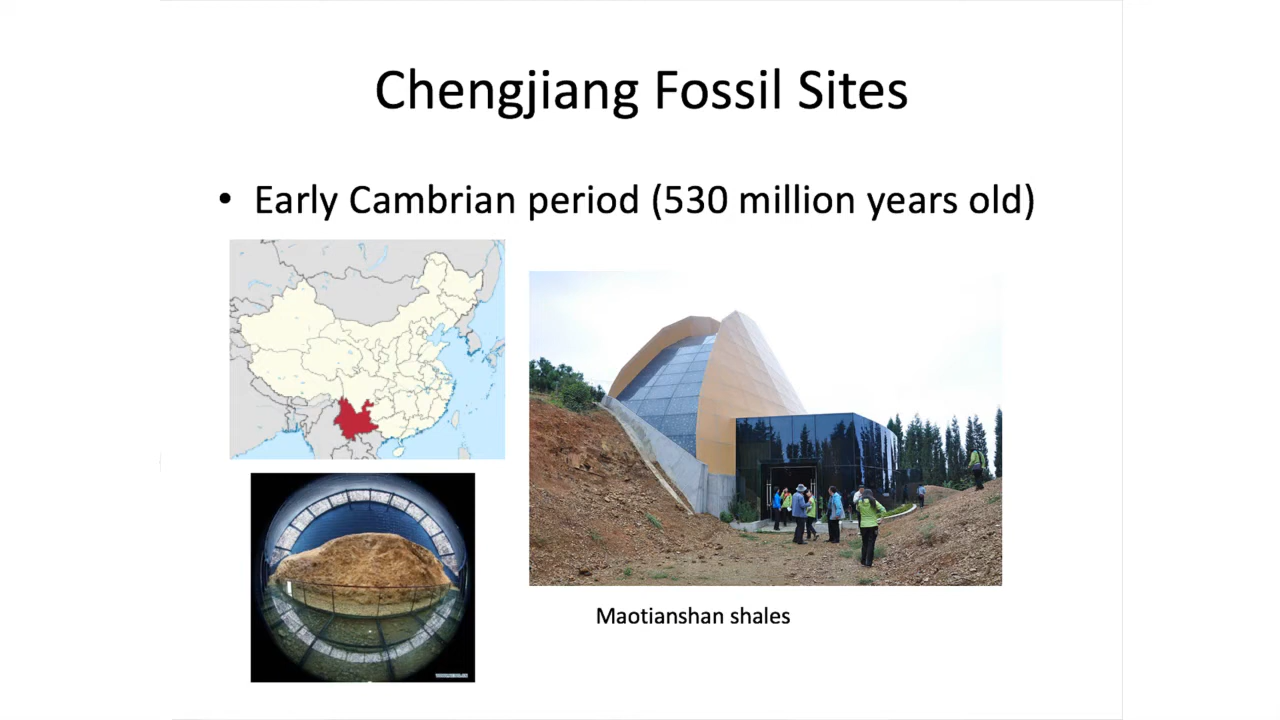 Chengjiang Fossil Sites
• Early Cambrian period (530 million years old)
Maotianshan shales